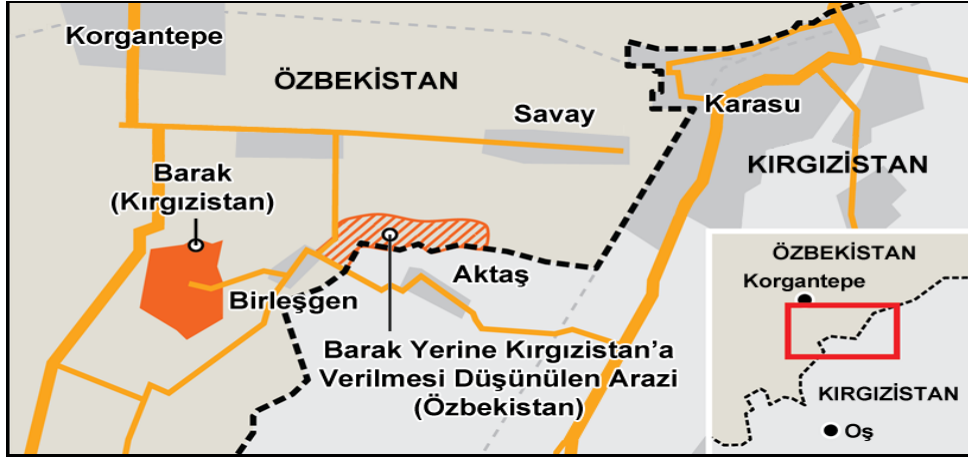 Korgantepe
ÖZBEKİSTAN
Savay
Karasu
KIRGIZİSTAN
Barak
(Kırgızistan)
Birleşgen
Aktaş
Barak Yerine Kırgızistan’a
Verilmesi Düşünülen Arazi
(Özbekistan)
ÖZBEKİSTAN
Korgantepe
KIRGIZİSTAN
Oş